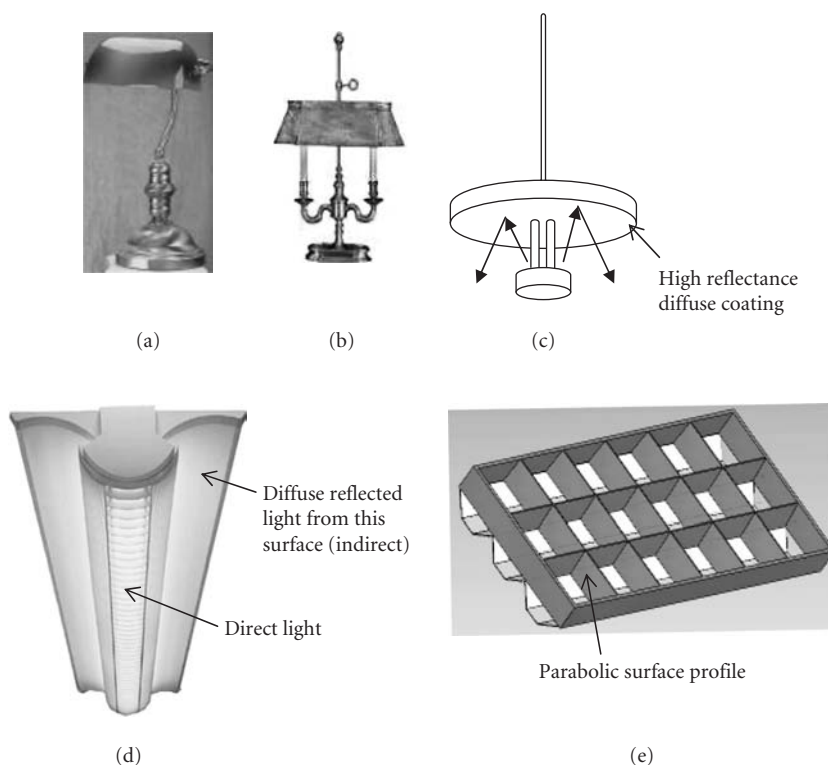 High reflectance
diffuse coating
(a)
(b)
(c)
Diffuse reflected
light from this
surface (indirect)
Direct light
Parabolic surface profile
(d)
(e)